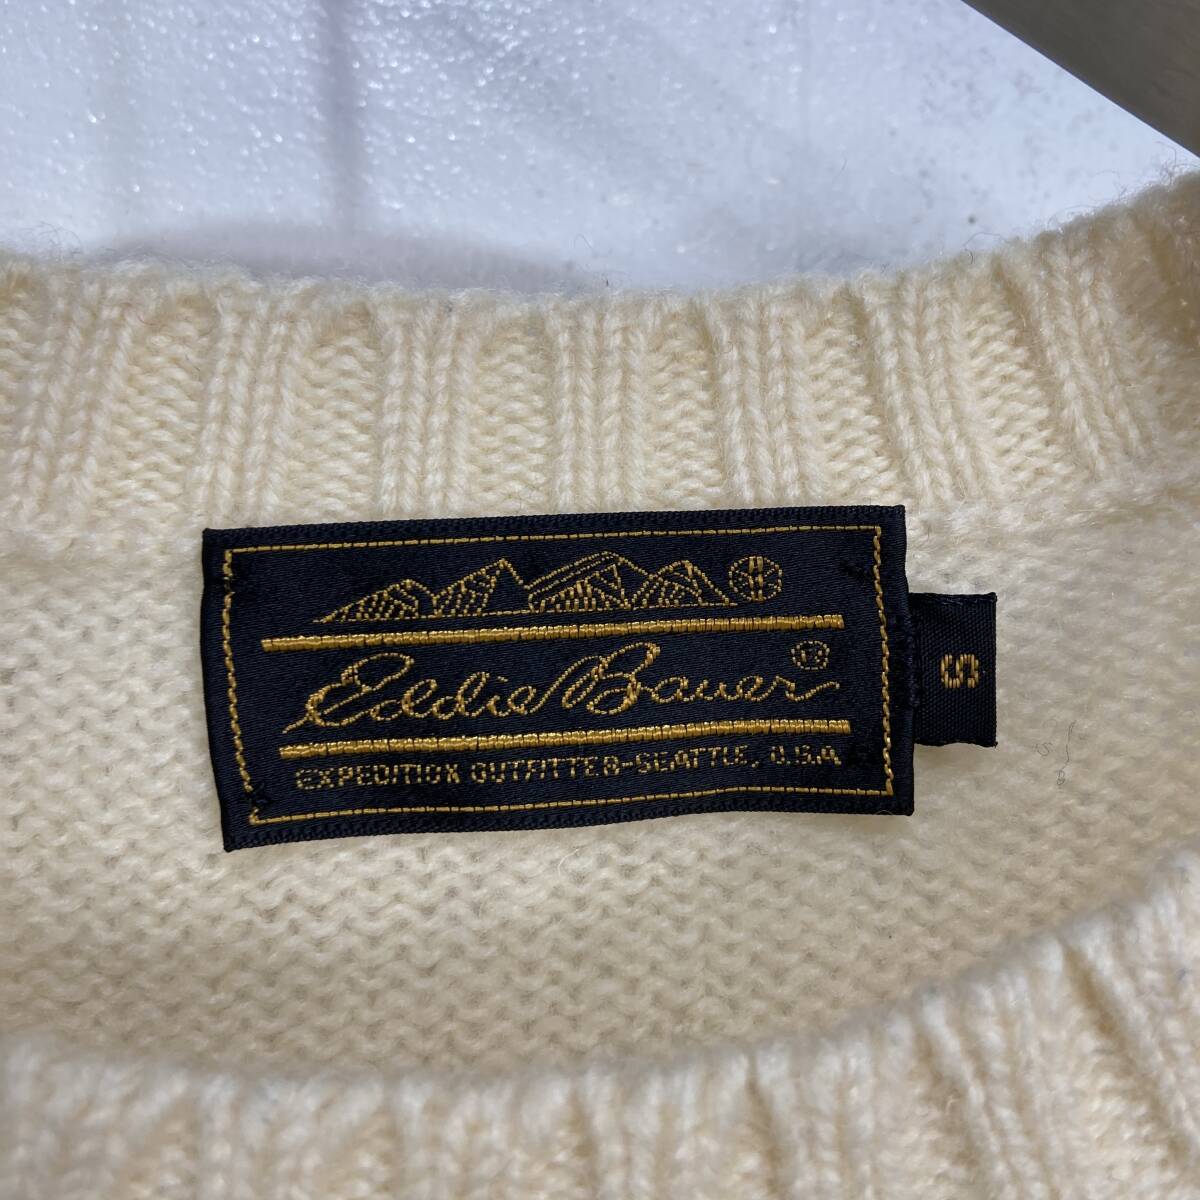 Eddie Bauer®
EXPEDITION OUTFITTER-SEATTLE, U.S.A
S